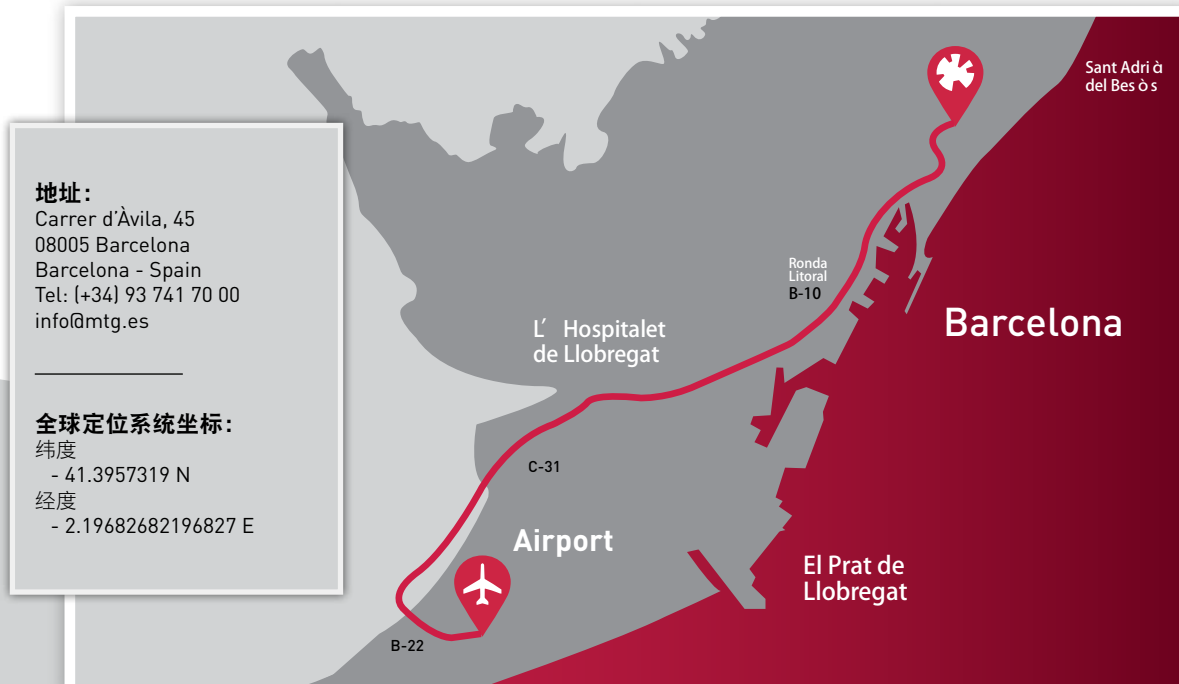 地址：
Carrer d'Àvila, 45
08005 Barcelona
Barcelona - Spain
Tel: (+34) 93 741 70 00
info@mtg.es
全球定位系统坐标：
纬度
- 41.3957319 N
经度
- 2.19682682196827 E
Sant Adri à
del Bes ò s
Ronda
Litoral
B-10
Barcelona
L´ Hospitalet
de Llobregat
C-31
Airport
El Prat de
Llobregat
B-22